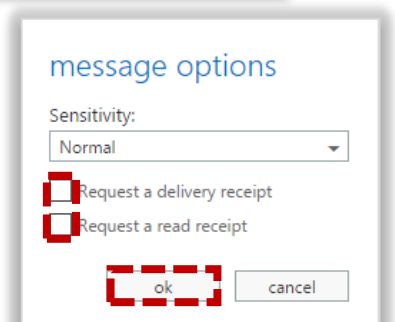 message options
Sensitivity:
Normal
Request a delivery receipt
Request a read receipt
ok cancel